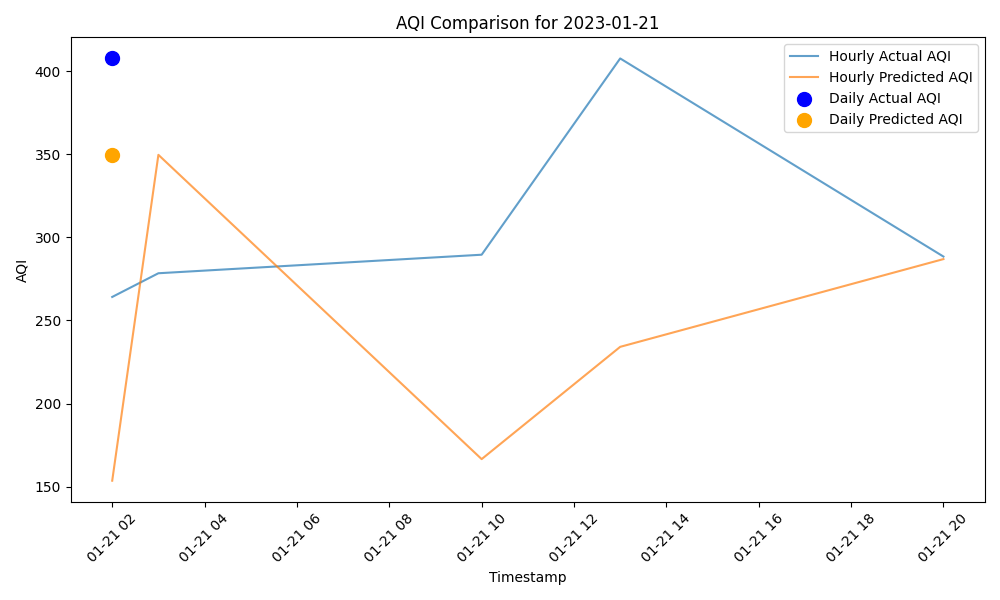 AQI Comparison for 2023-01-21
Hourly Actual AQI
Hourly Predicted AQI
Daily Actual AQI
Daily Predicted AQI
AQI
400
350
300
250
200
150
01-21 02
01-21 04
01-21 06
01-21 08
01-21 10
01-21 12
01-21 14
01-21 16
01-21 18
01-21 20
Timestamp